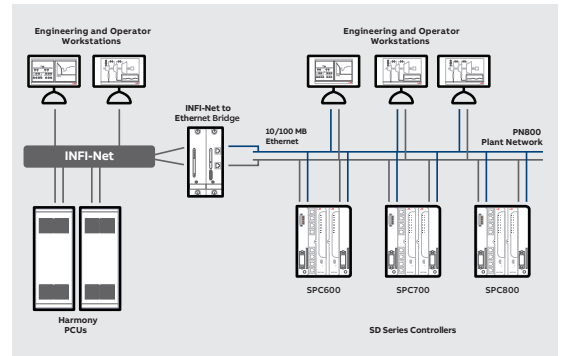 Engineering and Operator
Workstations
Engineering and Operator
Workstations
INFI-Net to
Ethernet Bridge
10/100 MB
Ethernet
PN800
Plant Network
INFI-Net
SPC600
SPC700
SPC800
Harmony
PCUs
SD Series Controllers